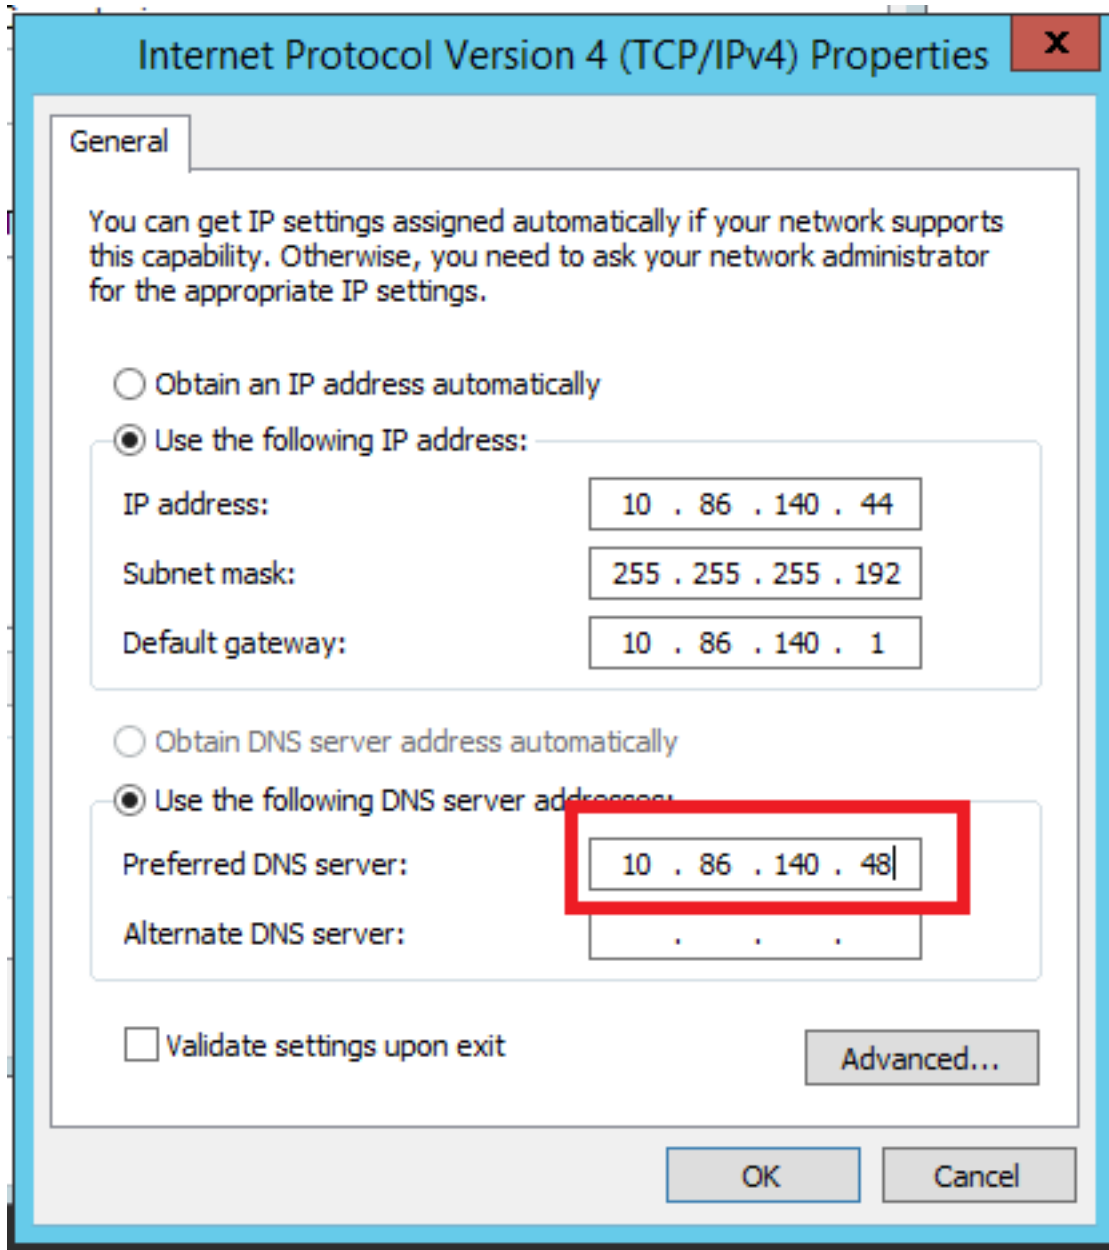 Internet Protocol Version 4 (TCP/IPv4) Properties
x
General
You can get IP settings assigned automatically if your network supports
this capability. Otherwise, you need to ask your network administrator
for the appropriate IP settings.
Obtain an IP address automatically
Use the following IP address:
IP address: 10 . 86 . 140 . 44
Subnet mask: 255 . 255 . 255 . 192
Default gateway: 10 . 86 . 140 . 1
Obtain DNS server address automatically
Use the following DNS server addresses:
Preferred DNS server: 10 . 86 . 140 . 48
Alternate DNS server: . . .
Validate settings upon exit
Advanced...
OK Cancel